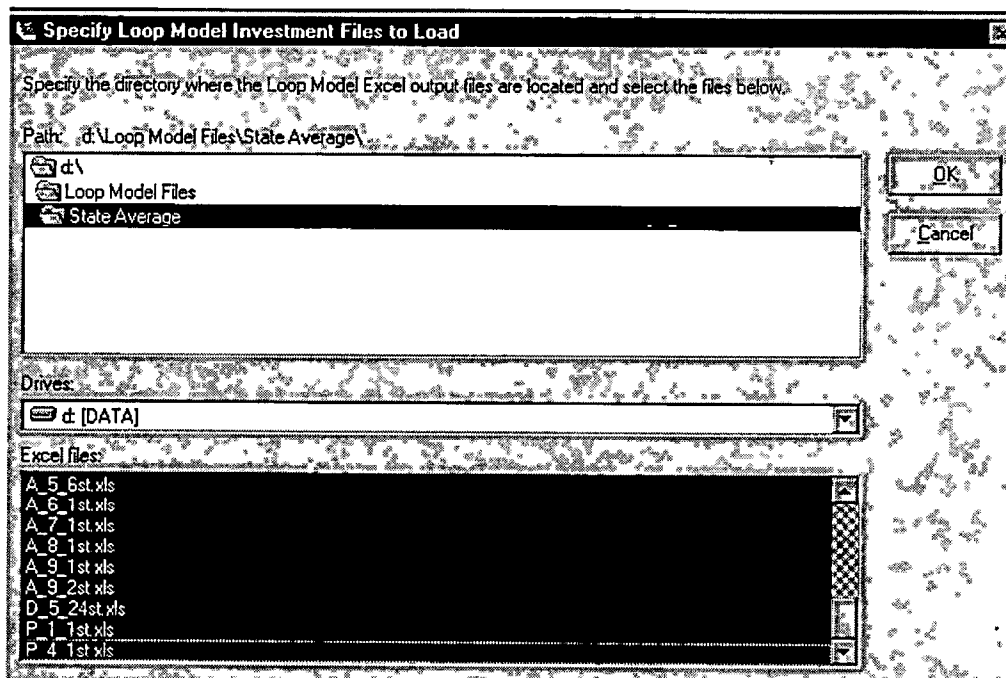 Specify Loop Model Investment Files to Load
Specify the directory where the Loop Model Excel output files are located and select the files below.
Path: d:\Loop Model Files\State Average\
d:\
Loop Model Files
State Average
OK
Cancel
Drives:
d: [DATA]
Excel files:
A_5_6st.xls
A_6_1st.xls
A_7_1st.xls
A_8_1st.xls
A_9_1st.xls
A_9_2st.xls
D_5_24st.xls
P_1_1st.xls
P_4_1st.xls